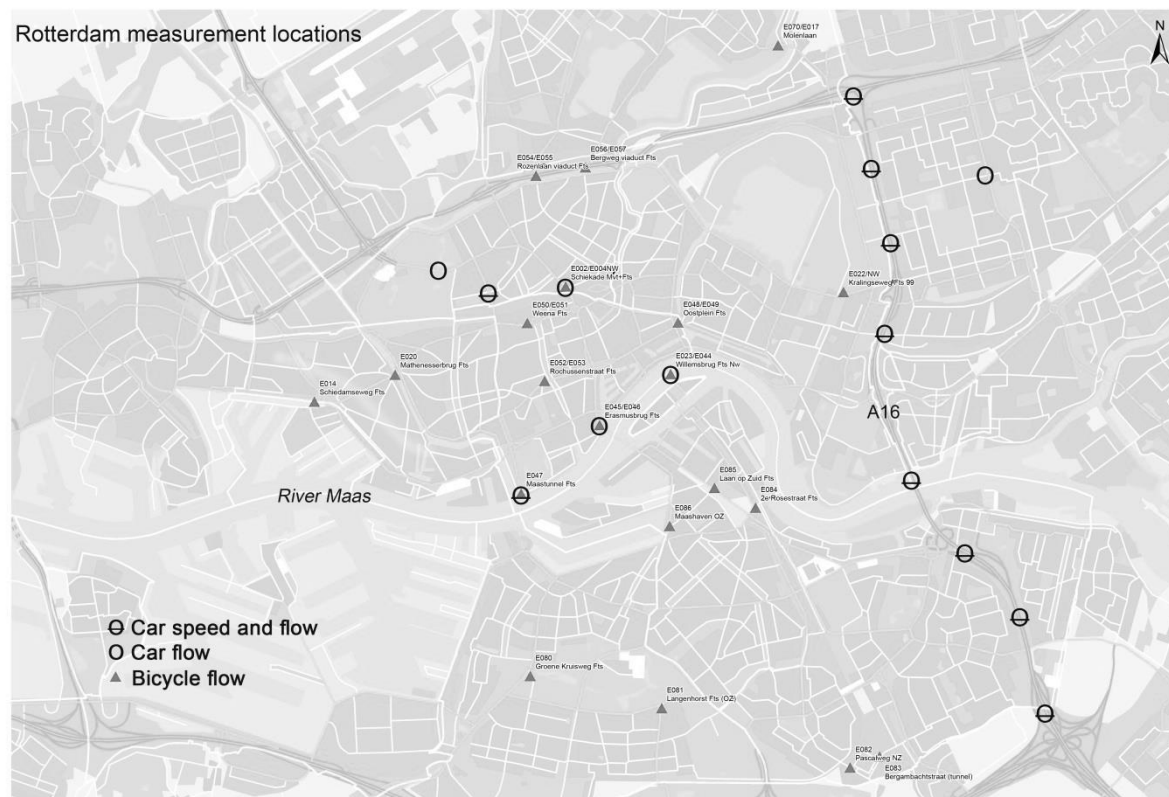 Rotterdam measurement locations
N
E070/E017
Molenlaan
E056/E057
Bergweg viaduct Fts
E054/E055
Rozenlaan viaduct Fts
E002/E004NW
Schiekade Mvt+Fts
E022/NW
Kralingseweg Fts 99
E050/E051
Weena Fts
E048/E049
Oostplein Fts
E023/E044
Willemsbrug Fts Nw
E020
Mathenesserbrug Fts
E052/E053
Rochussenstraat Fts
E014
Schiedamseweg Fts
E045/E046
Erasmusbrug Fts
A16
E047
Maastunnel Fts
River Maas
E085
Laan op Zuid Fts
E084
2e Rosestraat Fts
E086
Maashaven OZ
Car speed and flow
Car flow
Bicycle flow
E080
Groene Kruisweg Fts
E081
Langenhorst Fts (OZ)
E082
Pascalweg NZ
E083
Bergambachtstraat (tunnel)